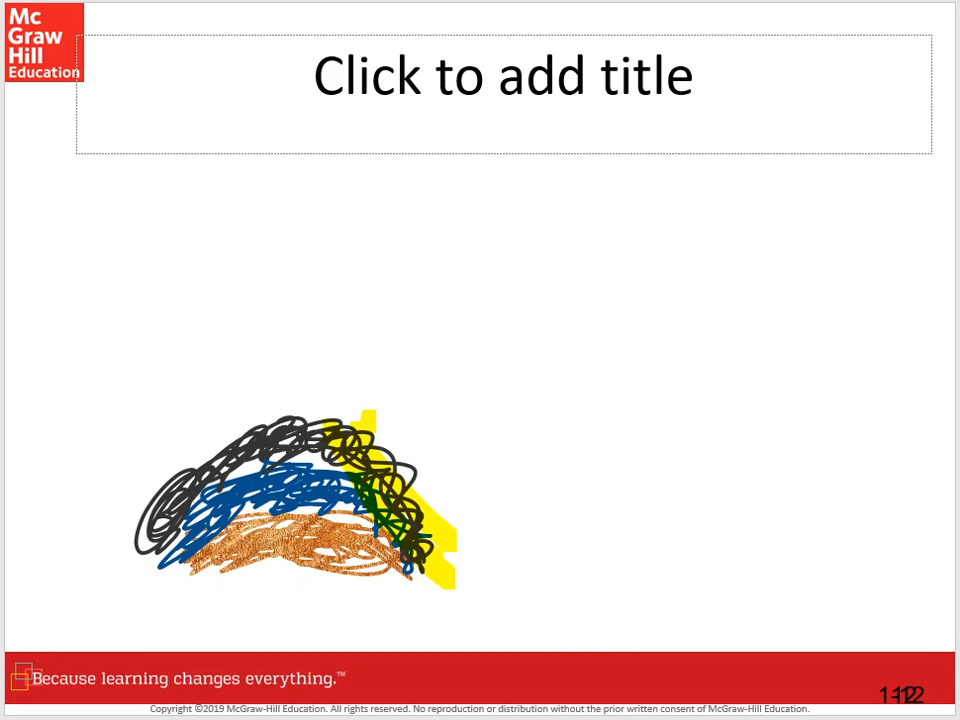 Mc
Graw
Hill
Education
Click to add title
Because learning changes everything.™
Copyright ©2019 McGraw-Hill Education. All rights reserved. No reproduction or distribution without the prior written consent of McGraw-Hill Education.